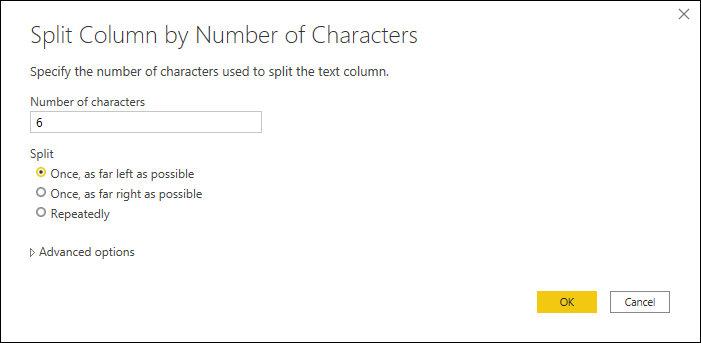 Split Column by Number of Characters
Specify the number of characters used to split the text column.
Number of characters
6
Split
Once, as far left as possible
Once, as far right as possible
Repeatedly
Advanced options
OK
Cancel